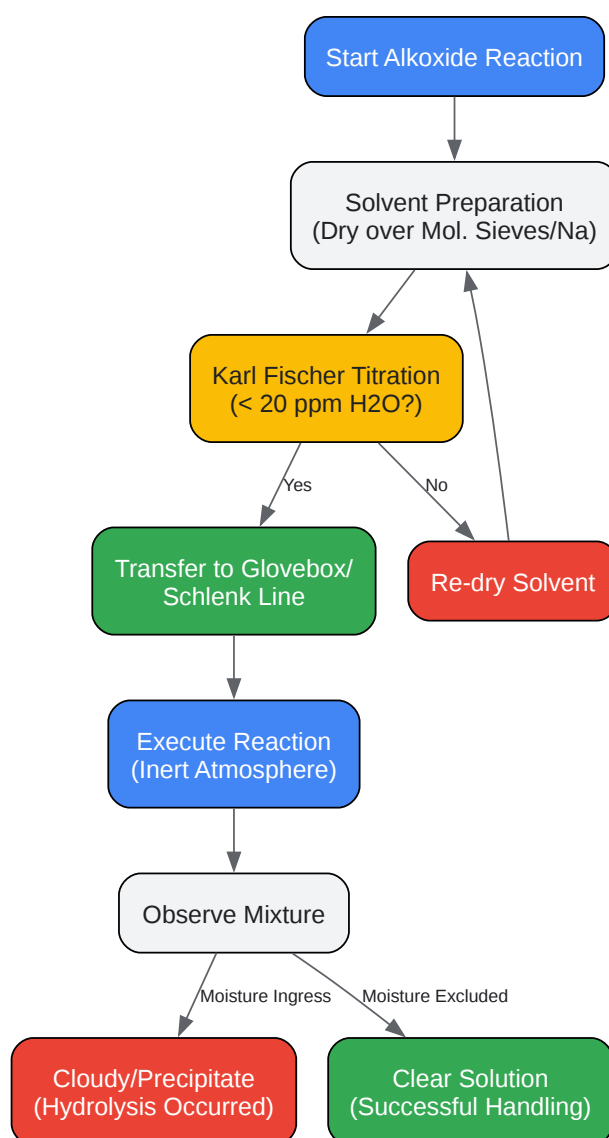 Start Alkoxide Reaction
Solvent Preparation
(Dry over Mol. Sieves/Na)
Karl Fischer Titration
(< 20 ppm H2O?)
Yes
No
Transfer to Glovebox/
Schlenk Line
Re-dry Solvent
Execute Reaction
(Inert Atmosphere)
Observe Mixture
Moisture Ingress
Moisture Excluded
Cloudy/Precipitate
(Hydrolysis Occurred)
Clear Solution
(Successful Handling)